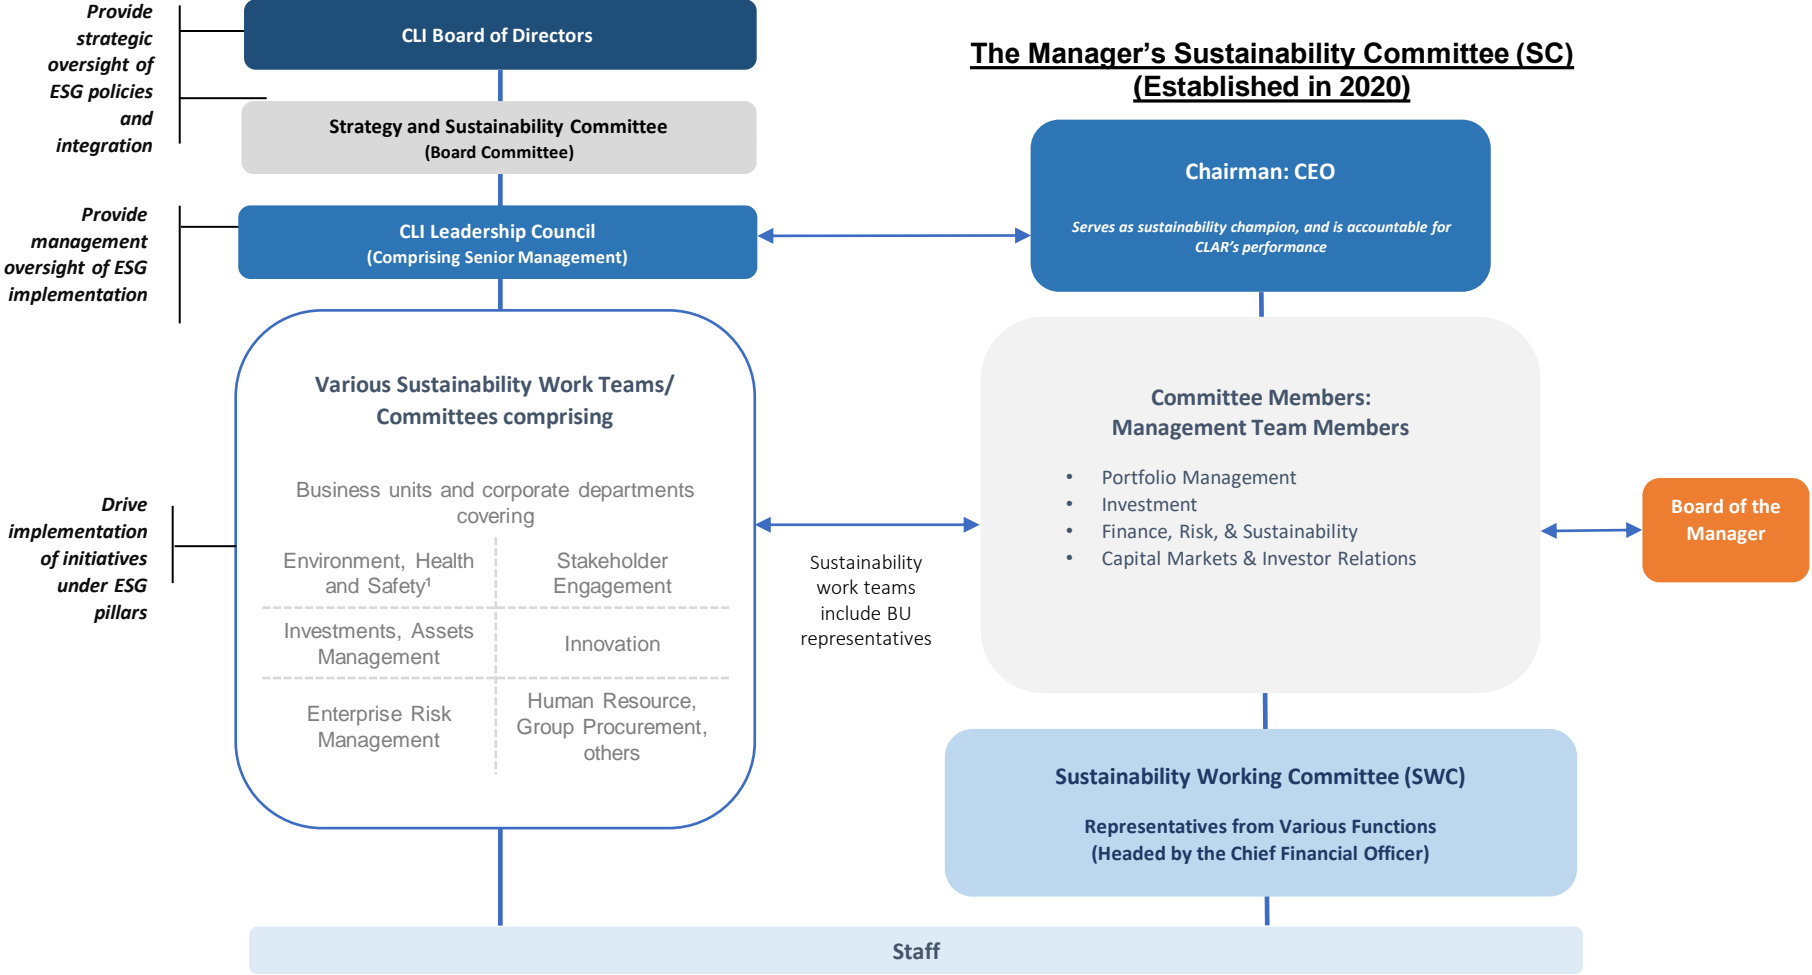 Provide
strategic
oversight of
ESG policies
and
integration
CLI Board of Directors
Strategy and Sustainability Committee
(Board Committee)
Provide
management
oversight of ESG
implementation
CLI Leadership Council
(Comprising Senior Management)
Drive
implementation
of initiatives
under ESG
pillars
Various Sustainability Work Teams/
Committees comprising
Business units and corporate departments
covering
Environment, Health
and Safety¹
Stakeholder
Engagement
Investments, Assets
Management
Innovation
Enterprise Risk
Management
Human Resource,
Group Procurement,
others
Sustainability
work teams
include BU
representatives
The Manager’s Sustainability Committee (SC)
(Established in 2020)
Chairman: CEO
Serves as sustainability champion, and is accountable for
CLAR’s performance
Committee Members:
Management Team Members
• Portfolio Management
• Investment
• Finance, Risk, & Sustainability
• Capital Markets & Investor Relations
Board of the
Manager
Sustainability Working Committee (SWC)
Representatives from Various Functions
(Headed by the Chief Financial Officer)
Staff